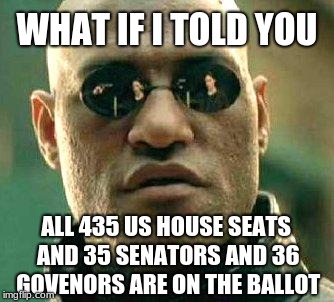 WHAT IF I TOLD YOU
ALL 435 US HOUSE SEATS
AND 35 SENATORS AND 36
GOVENORS ARE ON THE BALLOT
imgflip.com